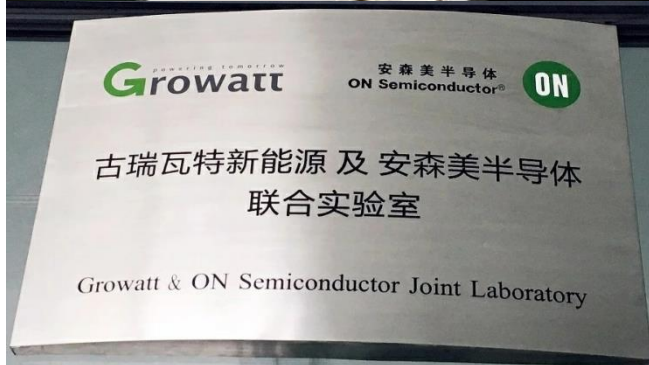 powering tomorrow
Growatt
安森美半导体
ON Semiconductor®
ON
古瑞瓦特新能源 及 安森美半导体
联合实验室
Growatt & ON Semiconductor Joint Laboratory